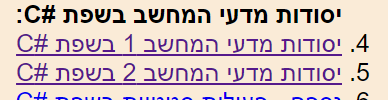 יסודות מדעי המחשב בשפת C#:
4. יסודות מדעי המחשב 1 בשפת C#
5. יסודות מדעי המחשב 2 בשפת C#